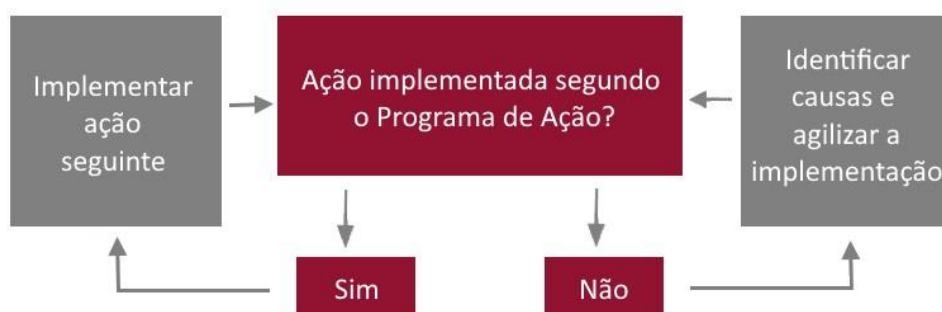 Implementar
ação
seguinte
Ação implementada segundo
o Programa de Ação?
Identificar
causas e
agilizar a
implementação
Sim
Não